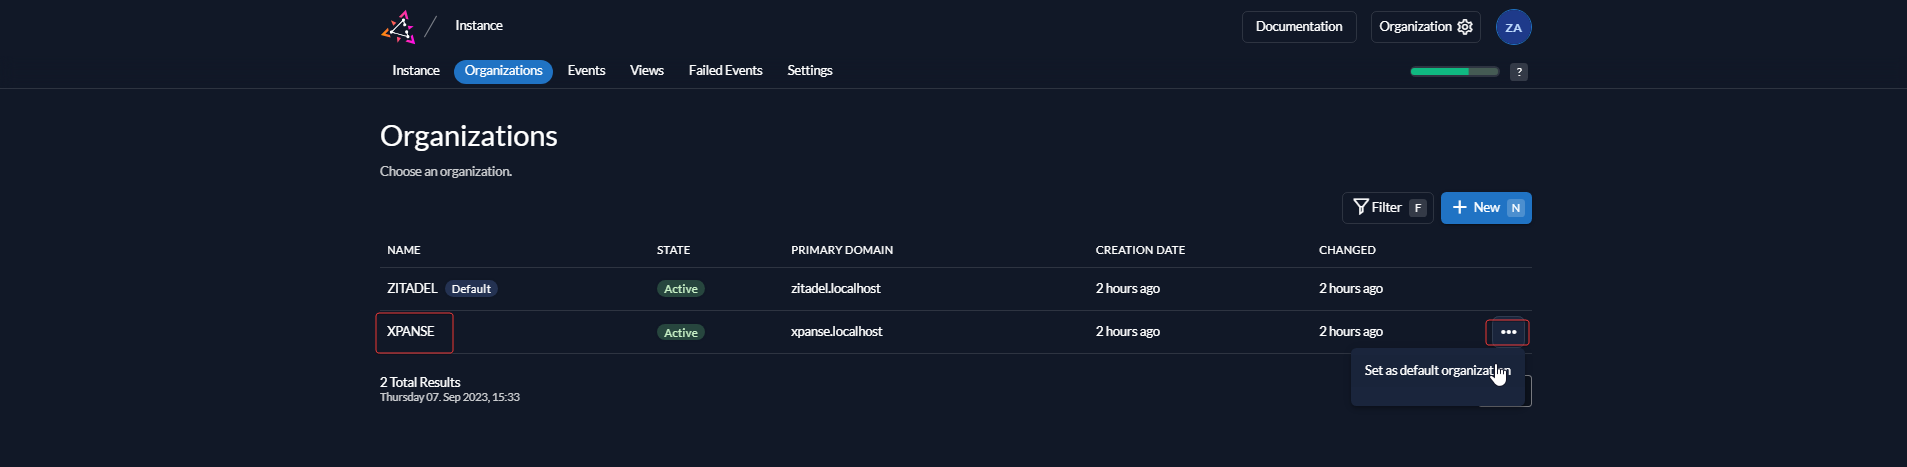 Instance
Documentation
Organization
ZA
Instance Organizations Events Views Failed Events Settings
?
Organizations
Choose an organization.
Filter F
New N
NAME STATE PRIMARY DOMAIN CREATION DATE CHANGED
ZITADEL Default Active zitadel.localhost 2 hours ago 2 hours ago
XPANSE Active xpanse.localhost 2 hours ago 2 hours ago
Set as default organization
2 Total Results
Thursday 07. Sep 2023, 15:33